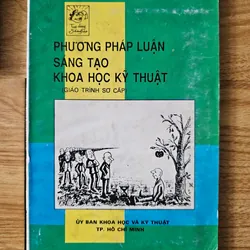 PHƯƠNG PHÁP LUẬN
SÁNG TẠO
KHOA HỌC KỸ THUẬT
(GIÁO TRÌNH SƠ CẤP)
ỦY BAN KHOA HỌC VÀ KỸ THUẬT
TP. HỒ CHÍ MINH